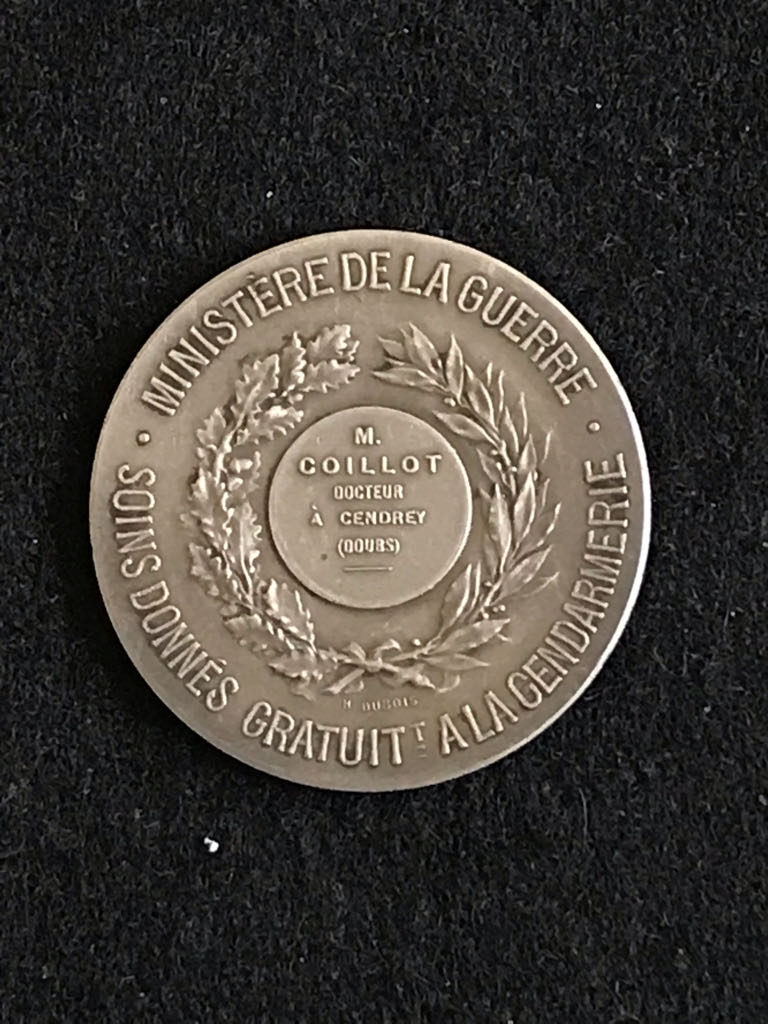 MINISTÈRE DE LA GUERRE
M.
COILLOT
DOCTEUR
À CENDREY
(DOUBS)
H. DUBOIS
SOINS DONNÉS GRATUITT A LA GENDARMERIE